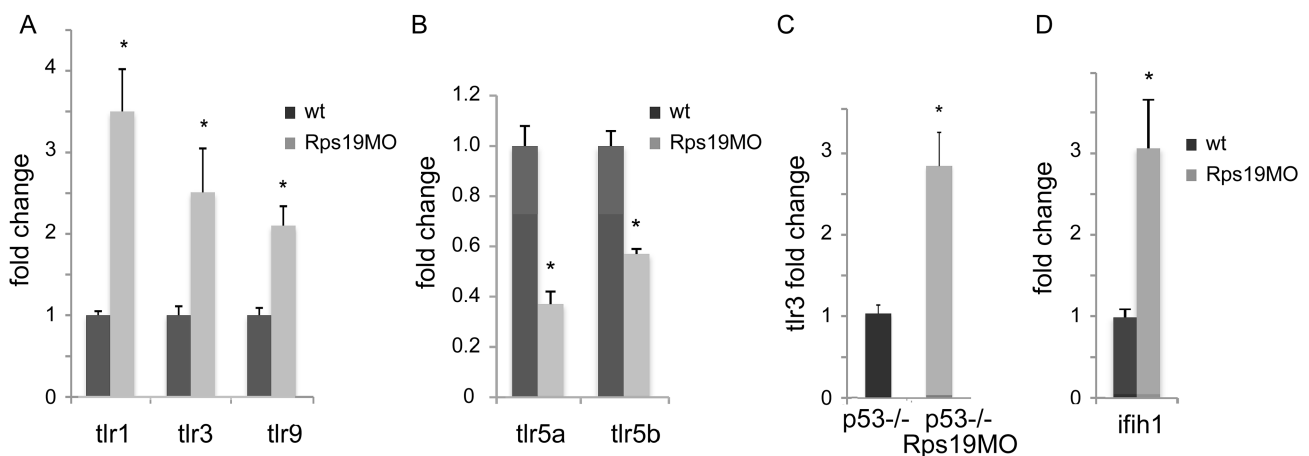 A
fold change
4
3
2
1
0
*
*
*
wt
Rps19MO
tlr1 tlr3 tlr9
B
fold change
1.2
1.0
0.8
0.6
0.4
0.2
0
*
*
wt
Rps19MO
tlr5a tlr5b
C
tlr3 fold change
3
2
1
0
*
p53-/- p53-/-
Rps19MO
D
fold change
3
2
1
0
*
wt
Rps19MO
ifih1